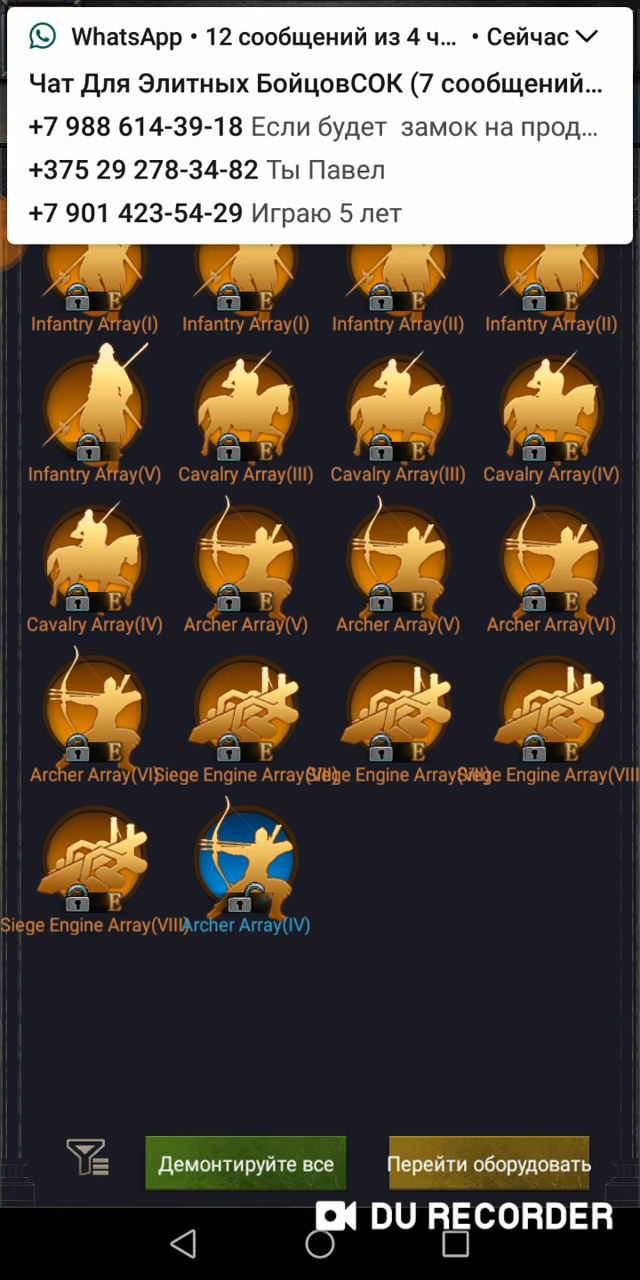 WhatsApp • 12 сообщений из 4 ч... • Сейчас
Чат Для Элитных БойцовСОК (7 сообщений...
+7 988 614-39-18 Если будет замок на прод...
+375 29 278-34-82 Ты Павел
+7 901 423-54-29 Играю 5 лет
E E E E
Infantry Array(I) Infantry Array(I) Infantry Array(II) Infantry Array(II)
E E E
Infantry Array(V) Cavalry Array(III) Cavalry Array(III) Cavalry Array(IV)
E E E E
Cavalry Array(IV) Archer Array(V) Archer Array(V) Archer Array(VI)
E E E E
Archer Array(VI) Siege Engine Array(VII) Siege Engine Array(VII) Siege Engine Array(VIII
E
Siege Engine Array(VIII) Archer Array(IV)
Демонтируйте все Перейти оборудовать
DU RECORDER